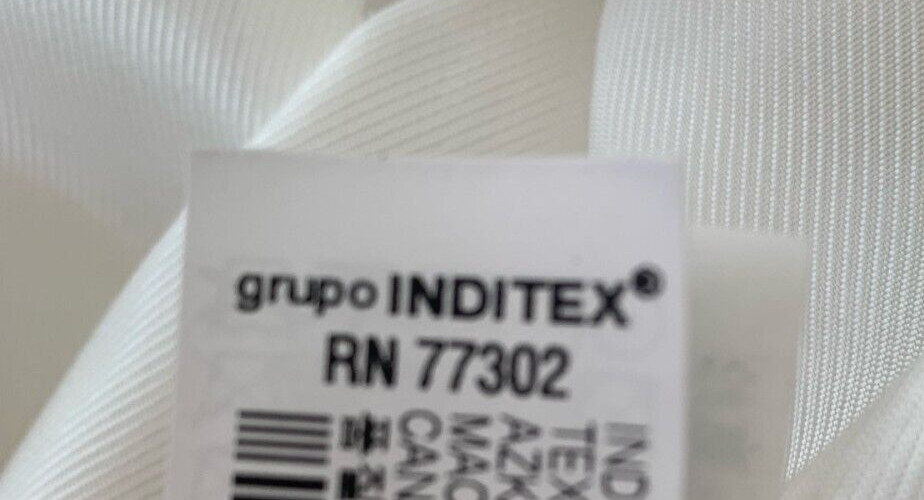 grupo INDITEX®
RN 77302
IND
TEX
AZK
MAC
CAN